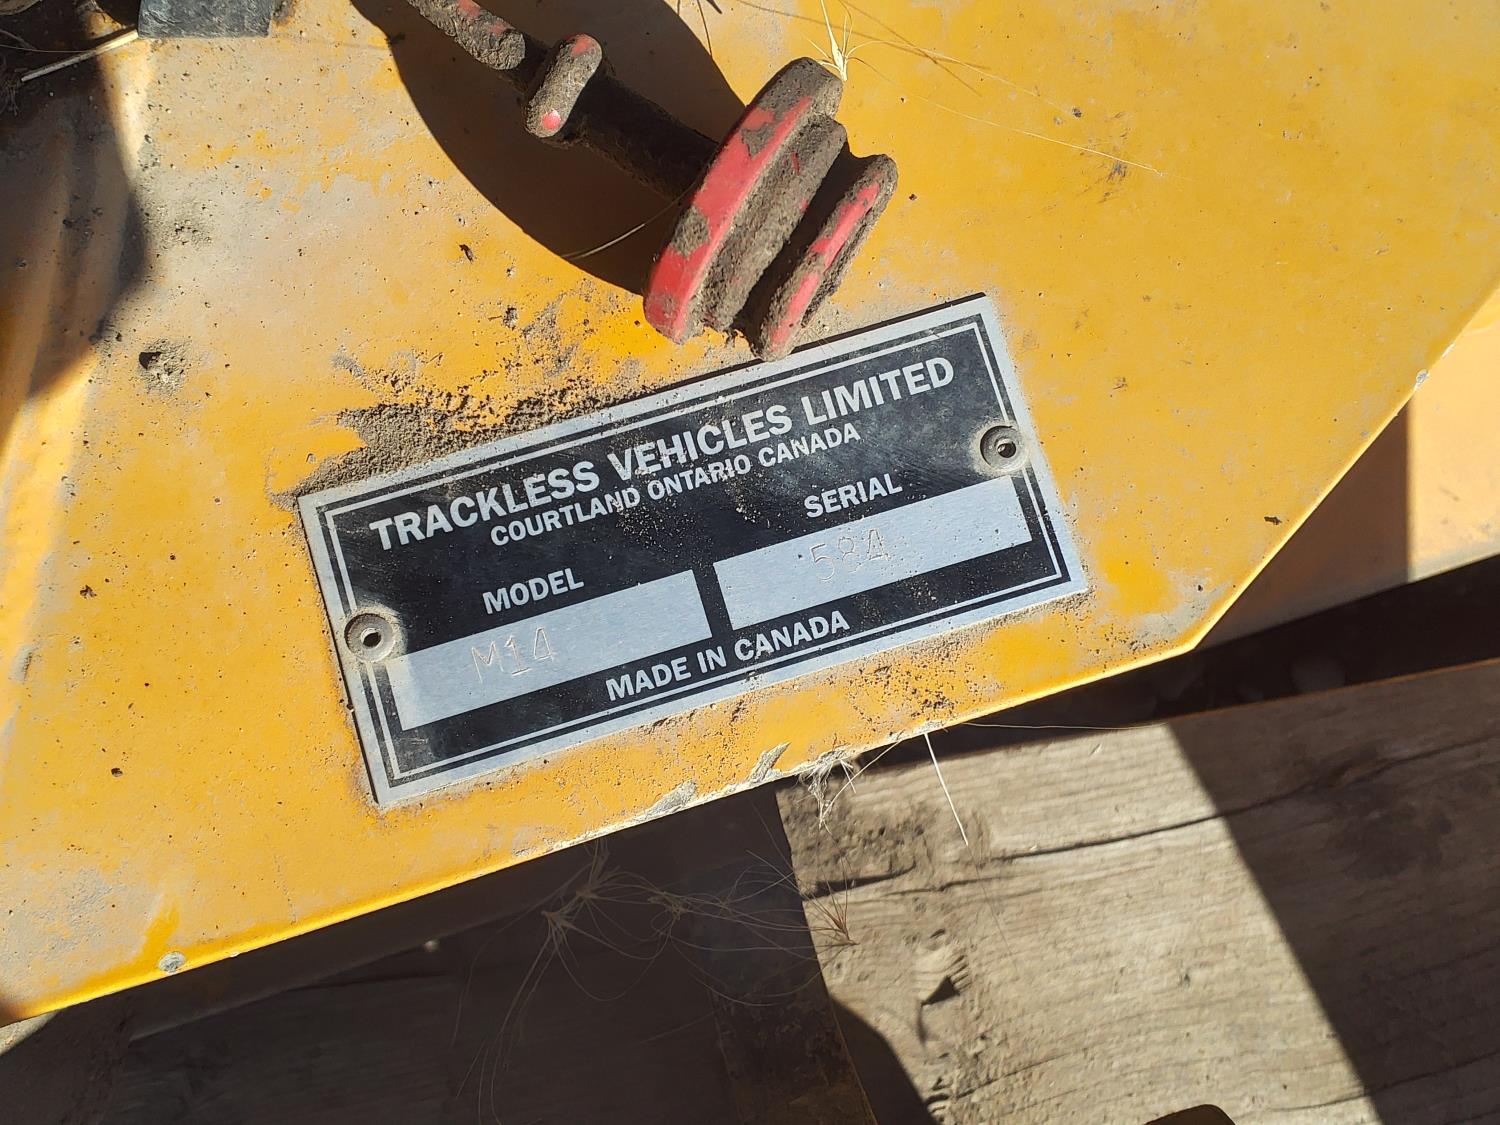 TRACKLESS VEHICLES LIMITED
COURTLAND ONTARIO CANADA
MODEL SERIAL
M14 584
MADE IN CANADA